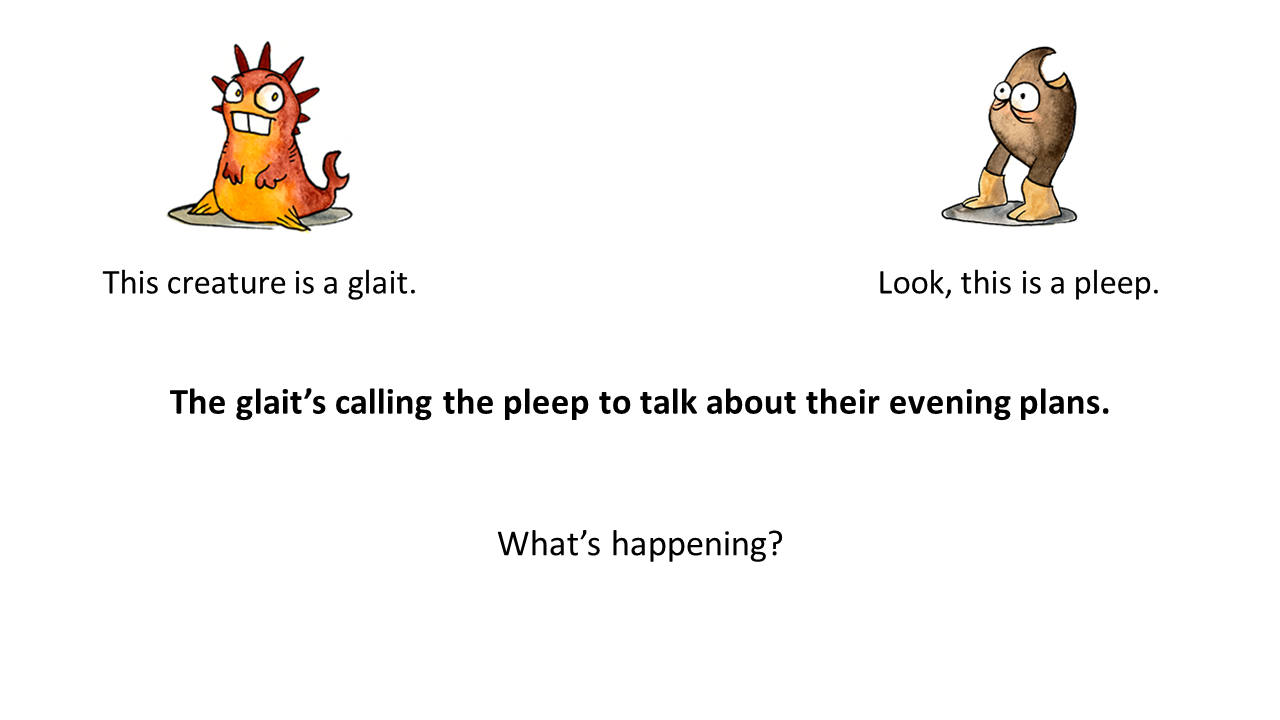 This creature is a glait.
Look, this is a pleep.
The glait’s calling the pleep to talk about their evening plans.
What’s happening?